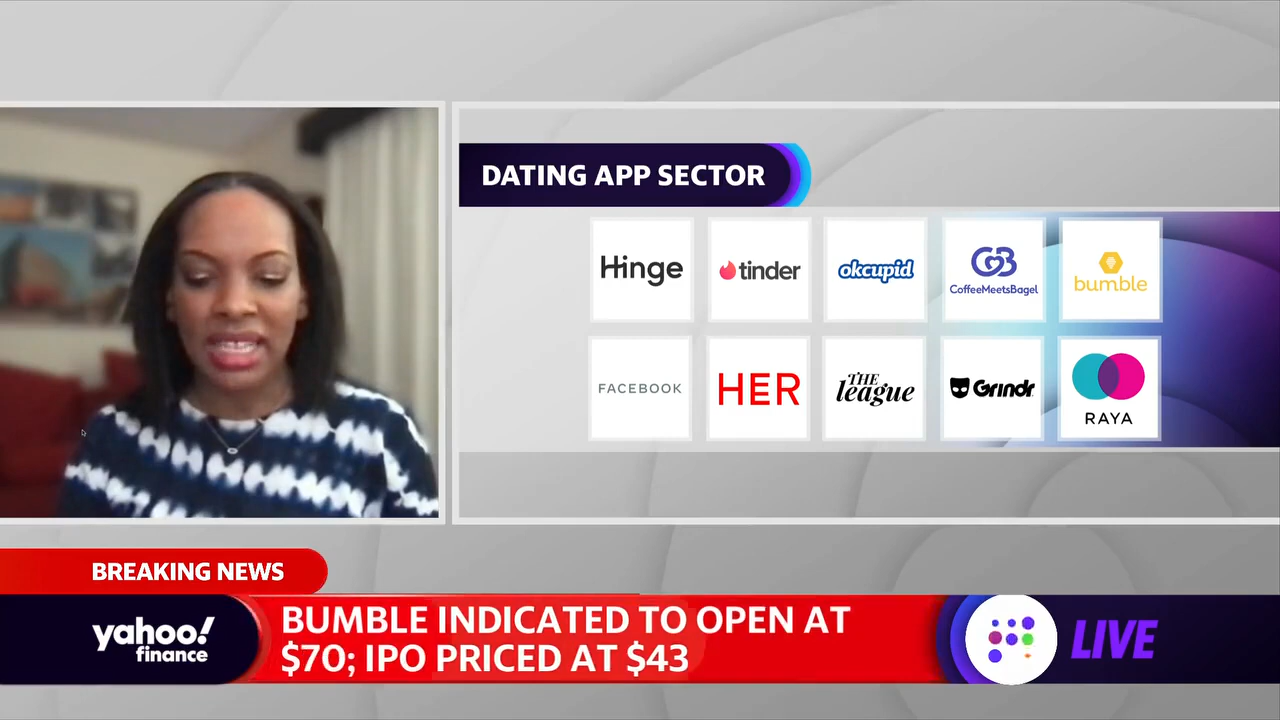 DATING APP SECTOR
Hinge
tinder
okcupid
CMB
CoffeeMeetsBagel
bumble
FACEBOOK
HER
THE
league
Grindr
RAYA
BREAKING NEWS
yahoo!
finance
BUMBLE INDICATED TO OPEN AT
$70; IPO PRICED AT $43
LIVE